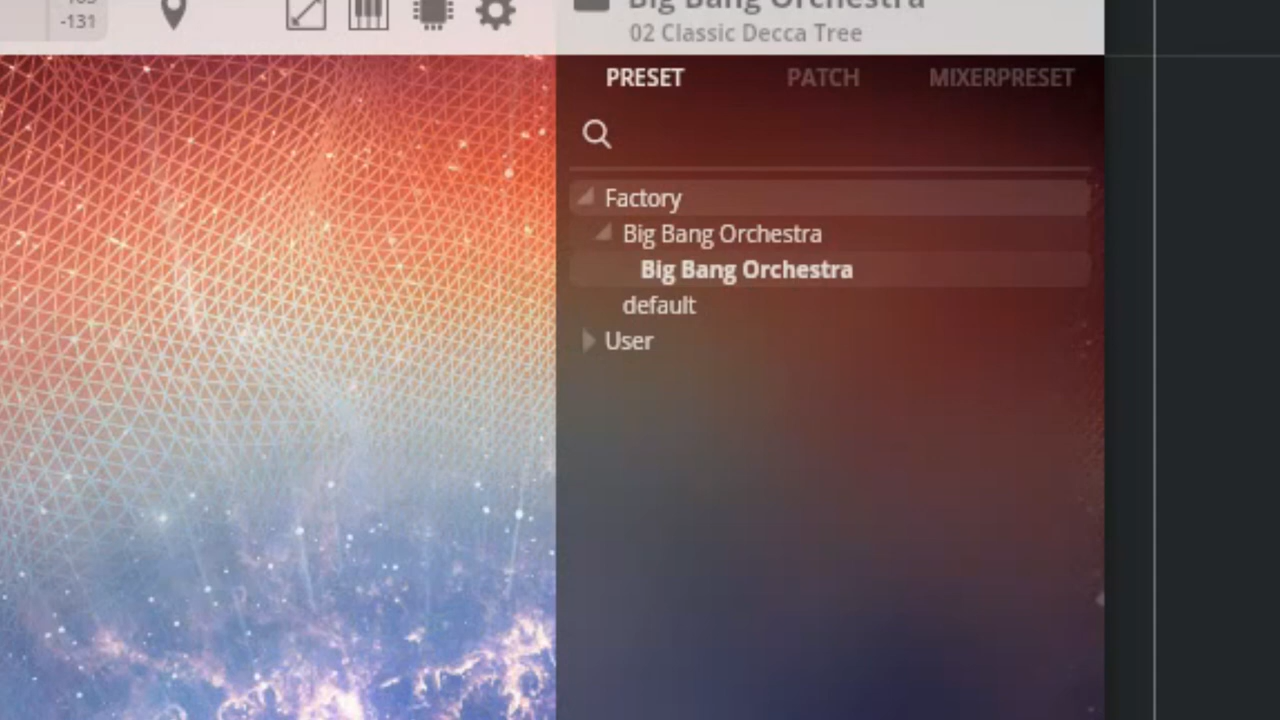 -131
Big Bang Orchestra
02 Classic Decca Tree
PRESET PATCH MIXERPRESET
Factory
Big Bang Orchestra
Big Bang Orchestra
default
User